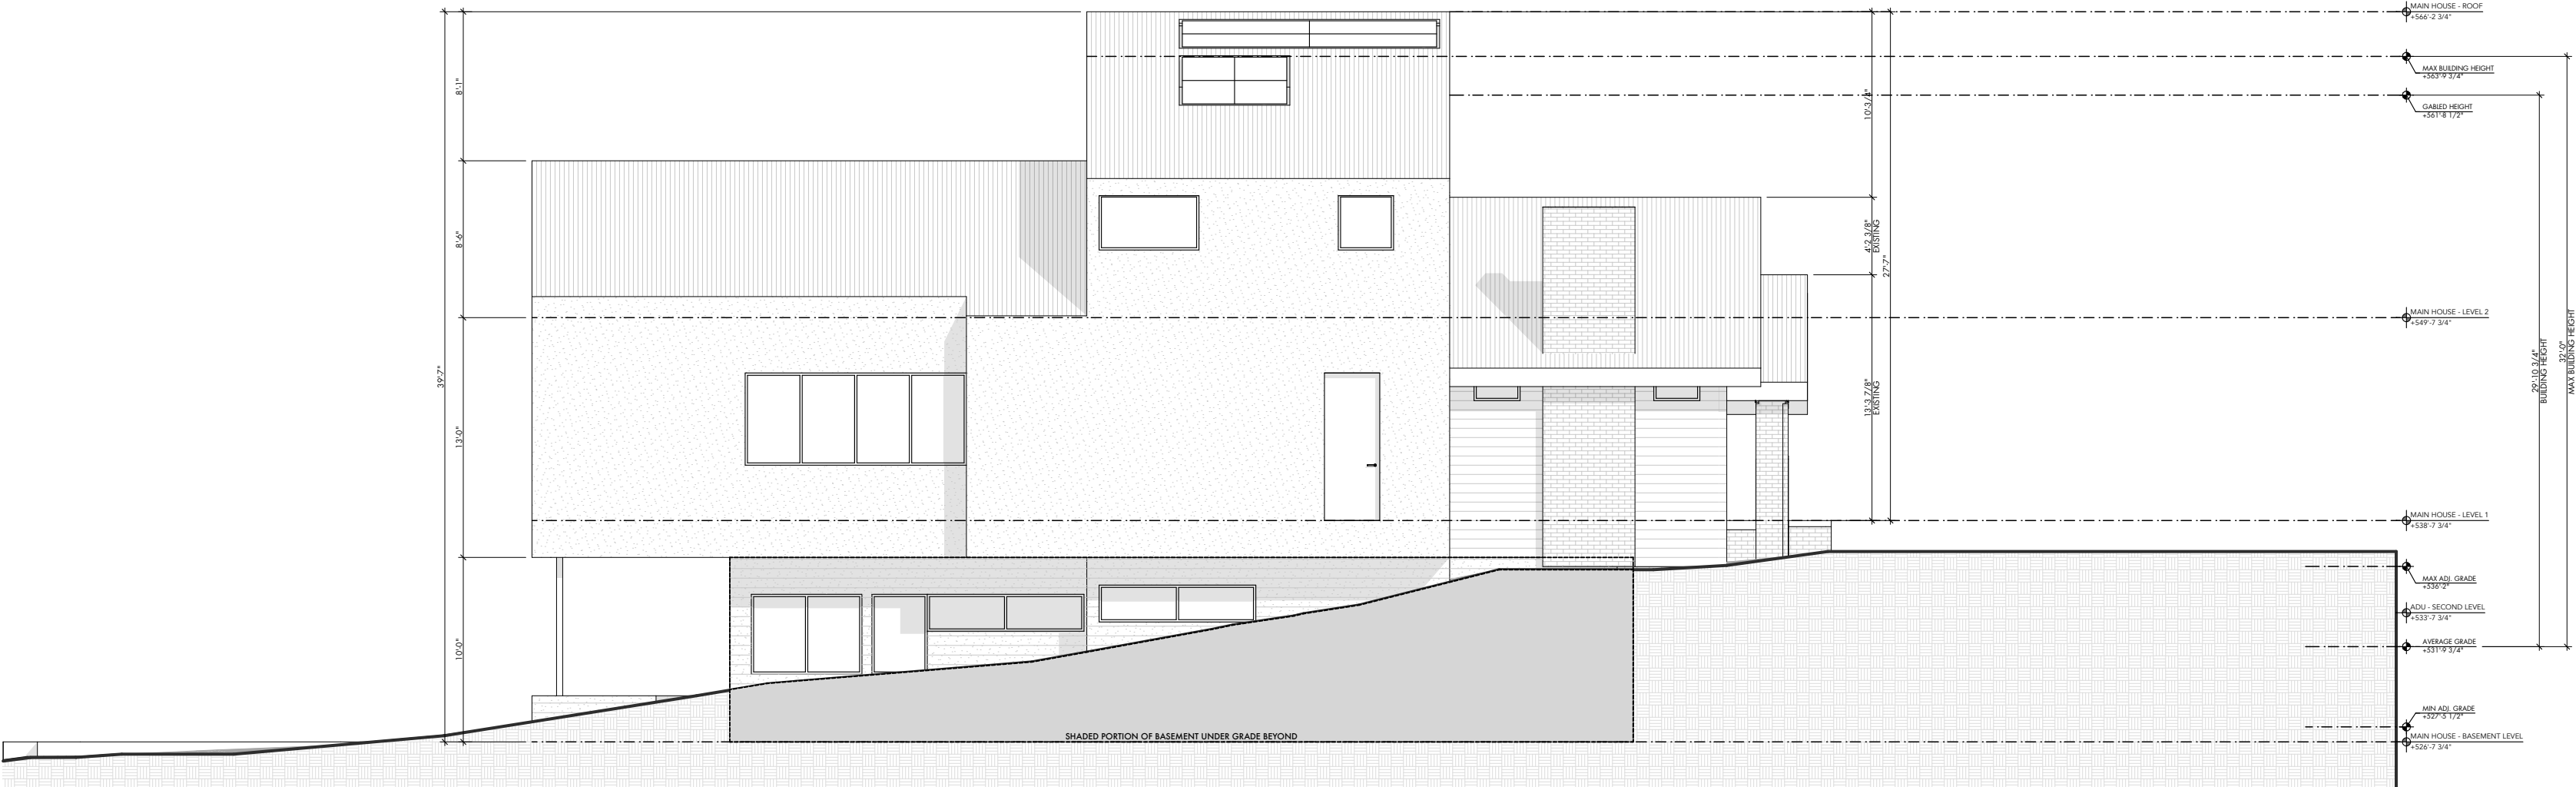 MAIN HOUSE - ROOF
+566'-2 3/4"
MAX BUILDING HEIGHT
+563'-9 3/4"
GABLED HEIGHT
+561'-8 1/2"
8'-1"
10'-3/4"
8'-6"
4'-2 3/8"
EXISTING
27'-7"
MAIN HOUSE - LEVEL 2
+549'-7 3/4"
39'-7"
13'-0"
13'-3 7/8"
EXISTING
29'-10 3/4"
BUILDING HEIGHT
32'-0"
MAX BUILDING HEIGHT
MAIN HOUSE - LEVEL 1
+538'-7 3/4"
MAX ADJ. GRADE
+536'-2"
ADU - SECOND LEVEL
+533'-7 3/4"
10'-0"
AVERAGE GRADE
+531'-9 3/4"
MIN ADJ. GRADE
+527'-5 1/2"
SHADED PORTION OF BASEMENT UNDER GRADE BEYOND
MAIN HOUSE - BASEMENT LEVEL
+526'-7 3/4"